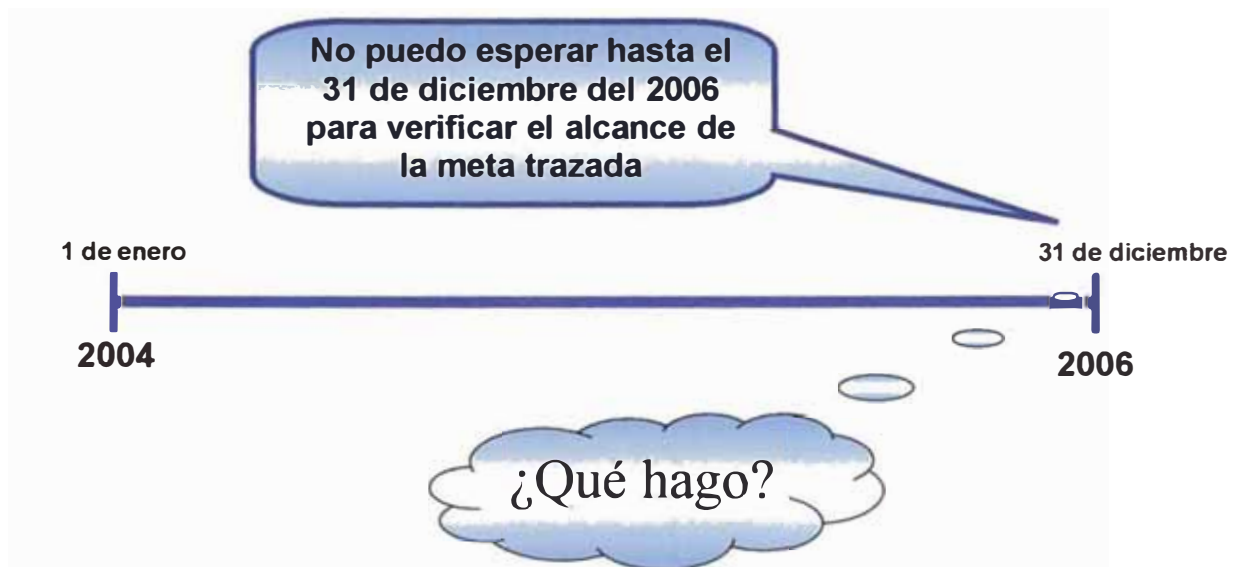 No puedo esperar hasta el
31 de diciembre del 2006
para verificar el alcance de
la meta trazada
1 de enero
31 de diciembre
2004
2006
¿Qué hago?